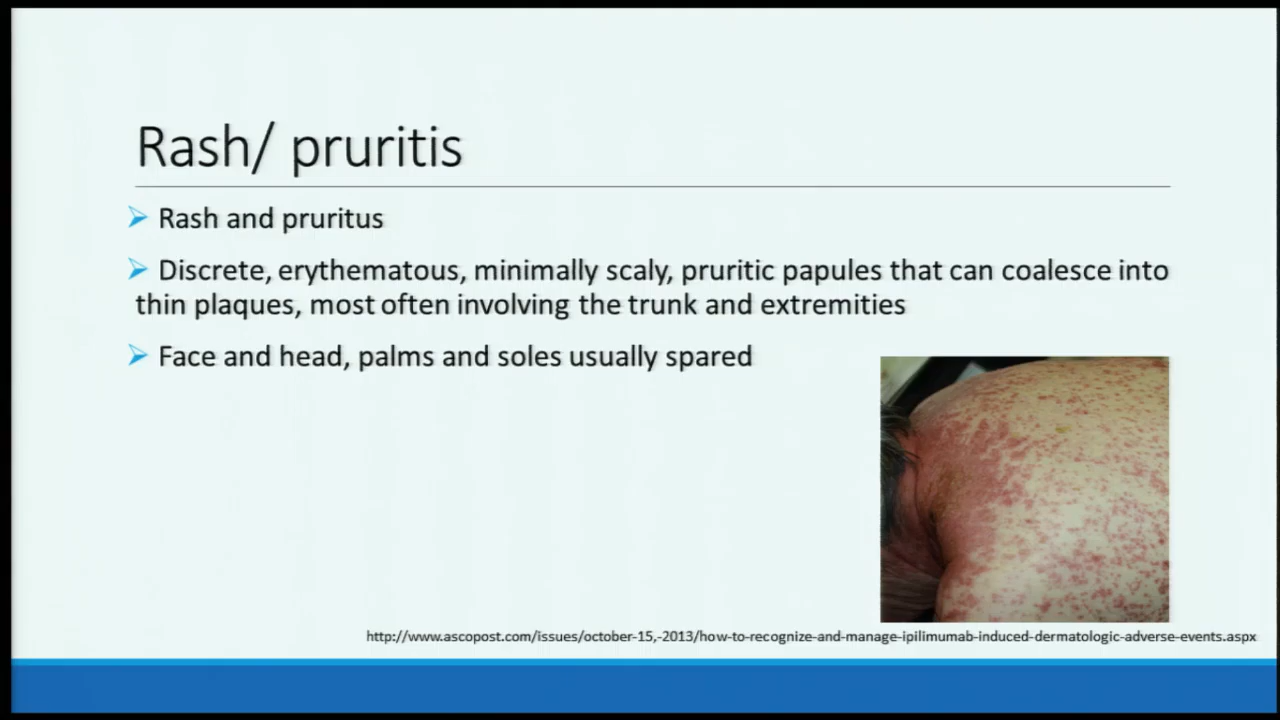 Rash/ pruritis
Rash and pruritus
Discrete, erythematous, minimally scaly, pruritic papules that can coalesce into
thin plaques, most often involving the trunk and extremities
Face and head, palms and soles usually spared
http://www.ascopost.com/issues/october-15,-2013/how-to-recognize-and-manage-ipilimumab-induced-dermatologic-adverse-events.aspx